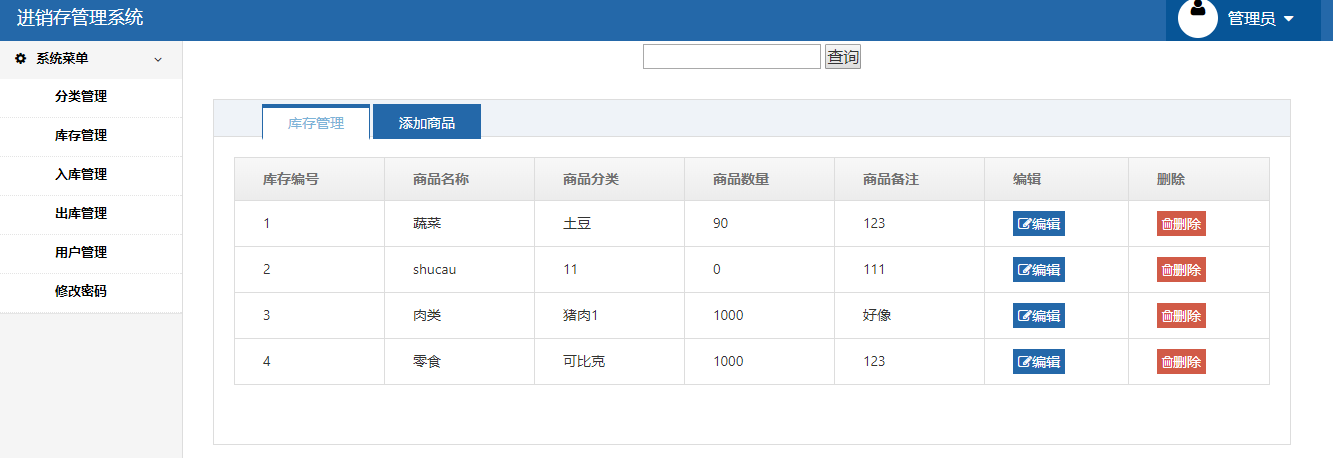 进销存管理系统
管理员
系统菜单
分类管理
库存管理
入库管理
出库管理
用户管理
修改密码
查询
库存管理 添加商品
库存编号 商品名称 商品分类 商品数量 商品备注 编辑 删除
1 蔬菜 土豆 90 123 编辑 删除
2 shucau 11 0 111 编辑 删除
3 肉类 猪肉1 1000 好像 编辑 删除
4 零食 可比克 1000 123 编辑 删除